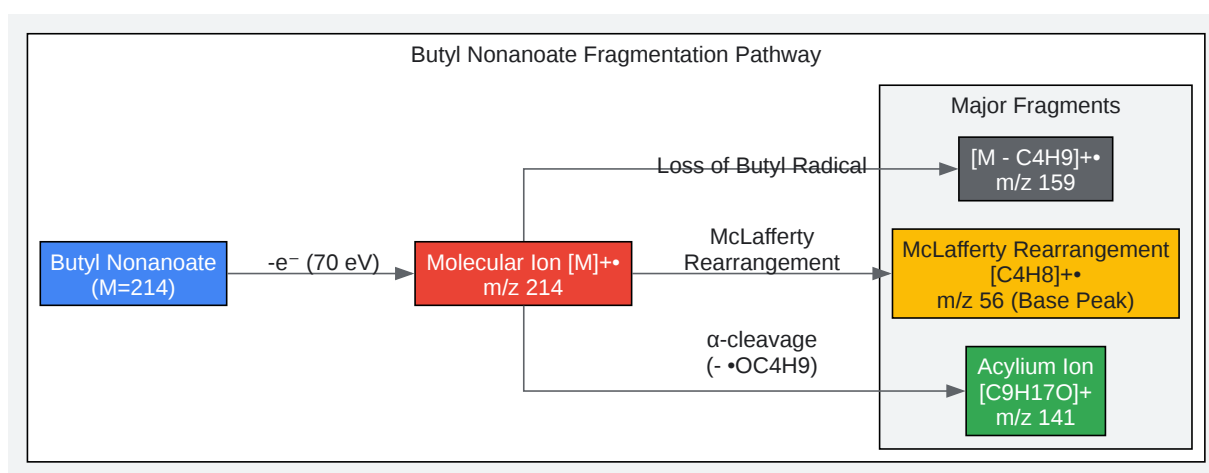 Butyl Nonanoate Fragmentation Pathway
Major Fragments
Loss of Butyl Radical
[M - C4H9]+•
m/z 159
Butyl Nonanoate
(M=214)
-e⁻ (70 eV)
Molecular Ion [M]+•
m/z 214
McLafferty
Rearrangement
McLafferty Rearrangement
[C4H8]+•
m/z 56 (Base Peak)
α-cleavage
(- •OC4H9)
Acylium Ion
[C9H17O]+
m/z 141